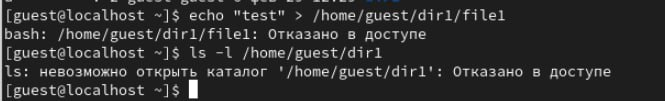 [guest@localhost ~]$ echo "test" > /home/guest/dir1/file1
bash: /home/guest/dir1/file1: Отказано в доступе
[guest@localhost ~]$ ls -l /home/guest/dir1
ls: невозможно открыть каталог '/home/guest/dir1': Отказано в доступе
[guest@localhost ~]$